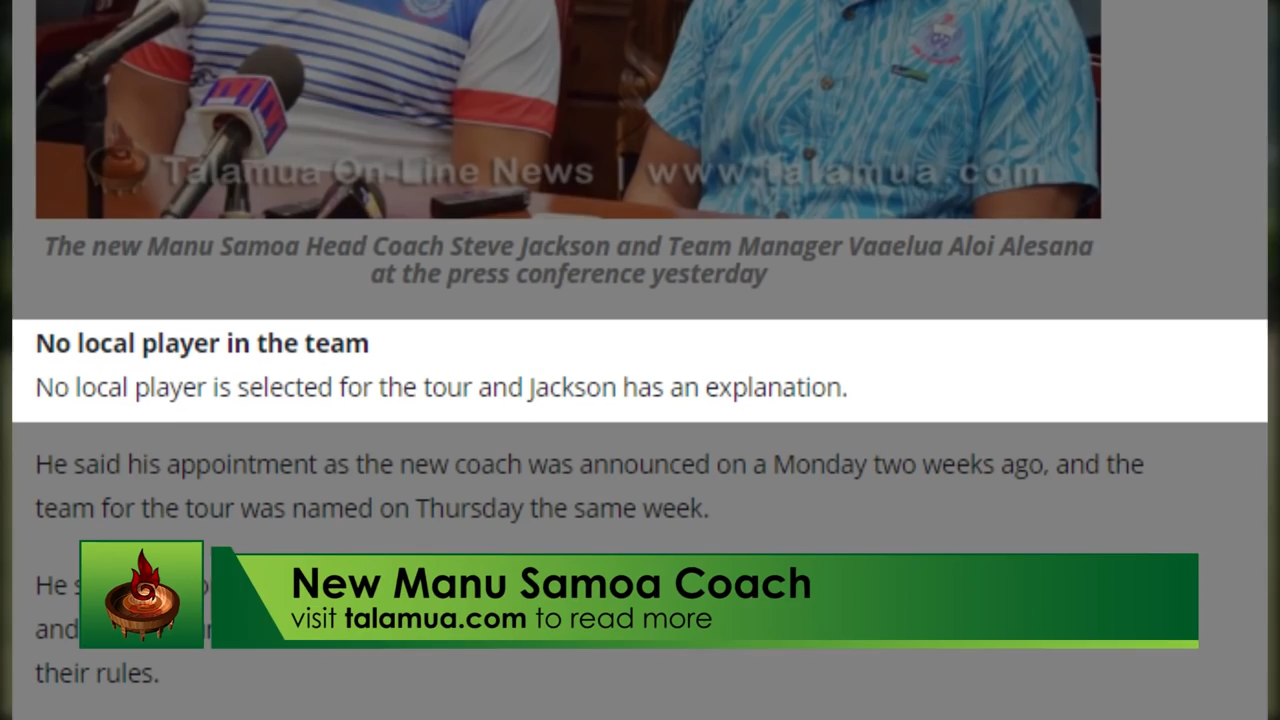 Talamua On-Line News | www.talamua.com
The new Manu Samoa Head Coach Steve Jackson and Team Manager Vaaelua Aloi Alesana
at the press conference yesterday
No local player in the team
No local player is selected for the tour and Jackson has an explanation.
He said his appointment as the new coach was announced on a Monday two weeks ago, and the
team for the tour was named on Thursday the same week.
He
and
their rules.
New Manu Samoa Coach
visit talamua.com to read more